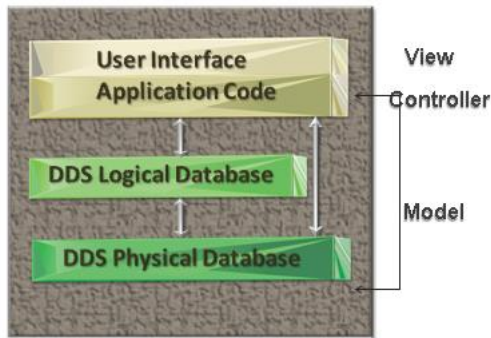 User Interface
Application Code
DDS Logical Database
DDS Physical Database
View
Controller
Model